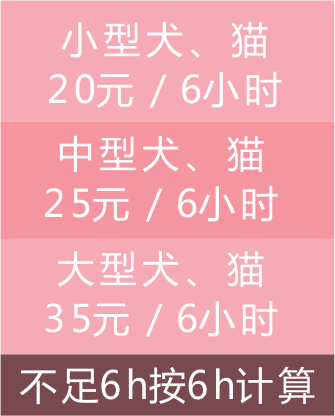 小型犬、猫
20元 / 6小时
中型犬、猫
25元 / 6小时
大型犬、猫
35元 / 6小时
不足6h按6h计算